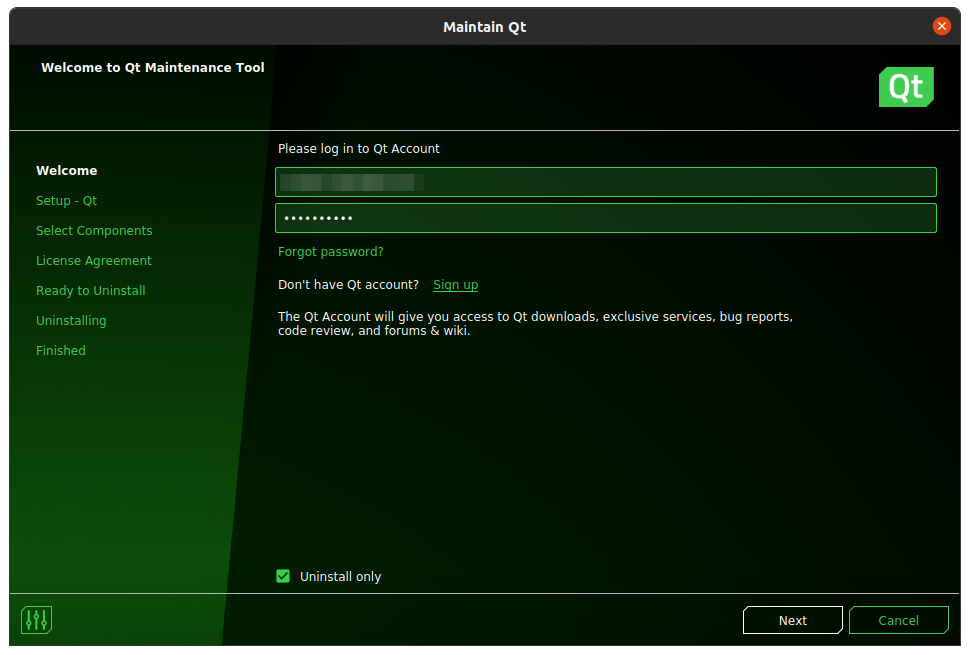 Maintain Qt
Welcome to Qt Maintenance Tool
Qt
Welcome
Setup - Qt
Select Components
License Agreement
Ready to Uninstall
Uninstalling
Finished
Please log in to Qt Account
••••••••••
Forgot password?
Don't have Qt account? Sign up
The Qt Account will give you access to Qt downloads, exclusive services, bug reports,
code review, and forums & wiki.
Uninstall only
Next
Cancel